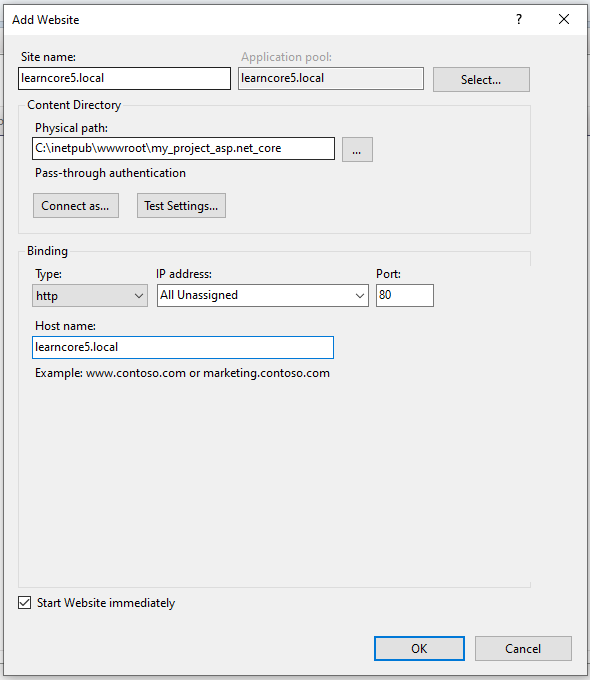 Add Website
?
Site name:
Application pool:
learncore5.local
learncore5.local
Select...
Content Directory
Physical path:
C:\inetpub\wwwroot\my_project_asp.net_core
...
Pass-through authentication
Connect as...
Test Settings...
Binding
Type:
IP address:
Port:
http
All Unassigned
80
Host name:
learncore5.local
Example: www.contoso.com or marketing.contoso.com
Start Website immediately
OK
Cancel